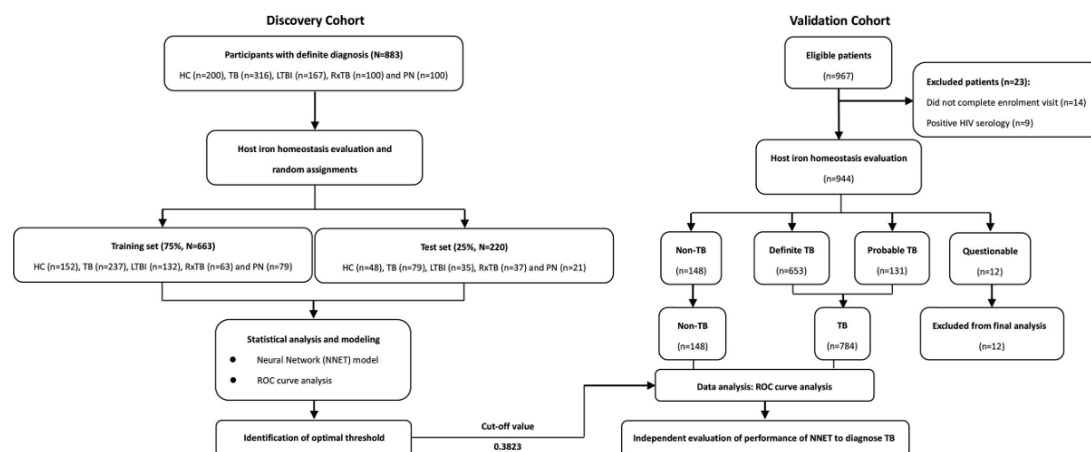 Discovery Cohort
Participants with definite diagnosis (N=883)
HC (n=200), TB (n=316), LTBI (n=167), RxTB (n=100) and PN (n=100)
Host iron homeostasis evaluation and
random assignments
Training set (75%, N=663)
HC (n=152), TB (n=237), LTBI (n=132), RxTB (n=63) and PN (n=79)
Test set (25%, N=220)
HC (n=48), TB (n=79), LTBI (n=35), RxTB (n=37) and PN (n=21)
Statistical analysis and modeling
● Neural Network (NNET) model
● ROC curve analysis
Identification of optimal threshold
Cut-off value
0.3823
Validation Cohort
Eligible patients
(n=967)
Excluded patients (n=23):
Did not complete enrolment visit (n=14)
Positive HIV serology (n=9)
Host iron homeostasis evaluation
(n=944)
Non-TB
(n=148)
Definite TB
(n=653)
Probable TB
(n=131)
Questionable
(n=12)
Non-TB
(n=148)
TB
(n=784)
Excluded from final analysis
(n=12)
Data analysis: ROC curve analysis
Independent evaluation of performance of NNET to diagnose TB